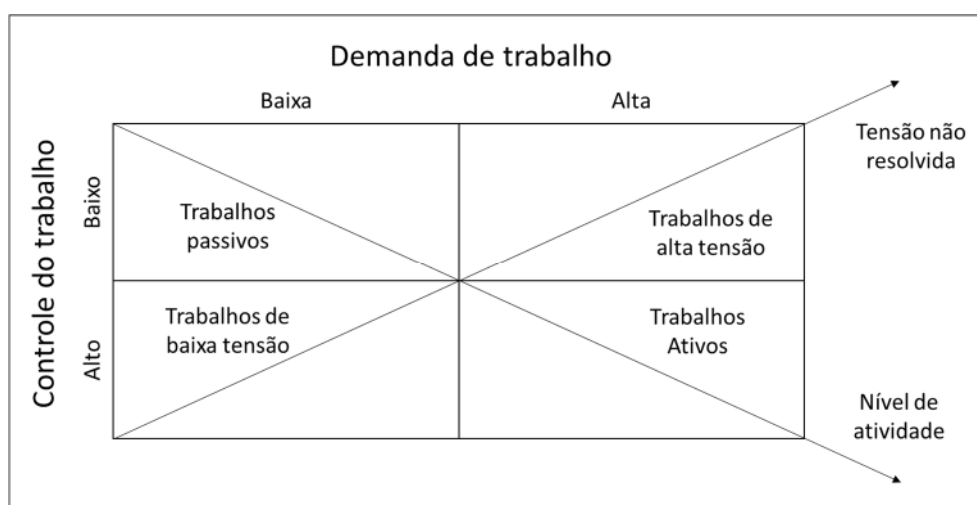 Demanda de trabalho
Baixa
Alta
Controle do trabalho
Baixo
Alto
Trabalhos
passivos
Trabalhos de
alta tensão
Trabalhos de
baixa tensão
Trabalhos
Ativos
Tensão não
resolvida
Nível de
atividade